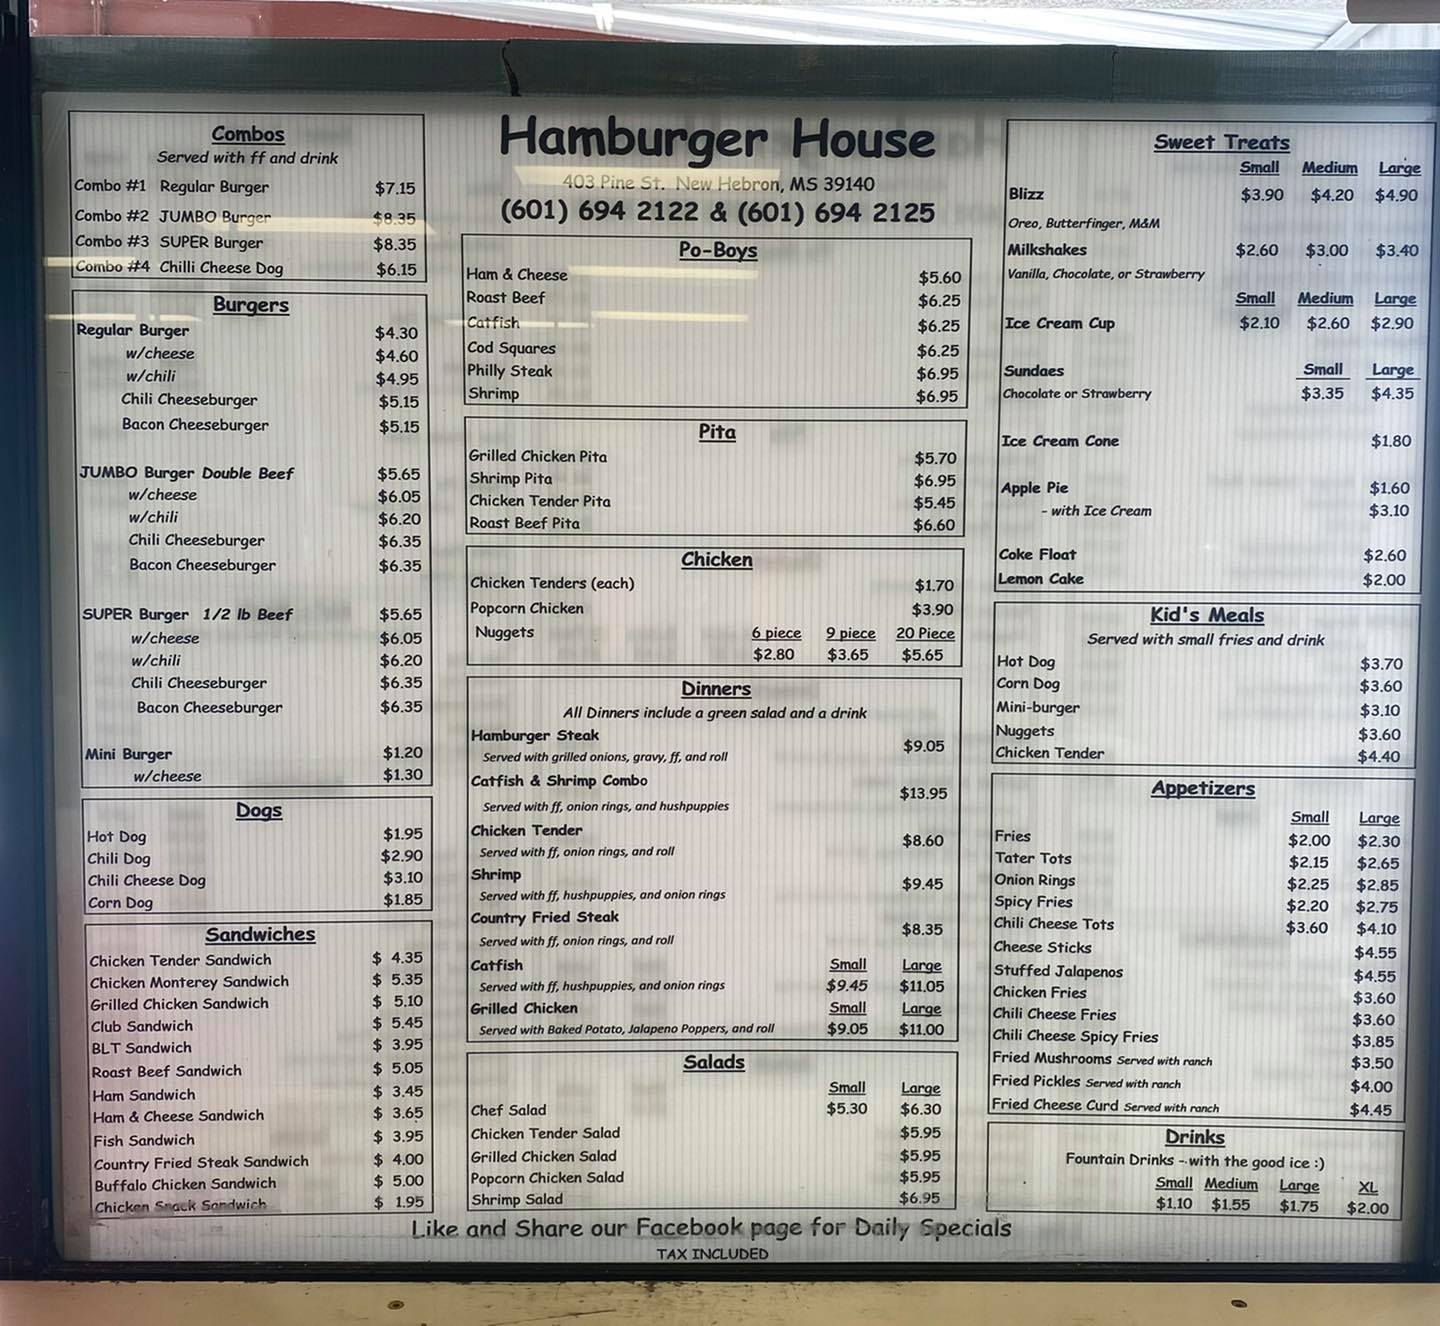 Hamburger House
403 Pine St. New Hebron, MS 39140
(601) 694 2122 & (601) 694 2125
Combos
Served with ff and drink
Combo #1 Regular Burger $7.15
Combo #2 JUMBO Burger $8.35
Combo #3 SUPER Burger $8.35
Combo #4 Chilli Cheese Dog $6.15
Burgers
Regular Burger $4.30
w/cheese $4.60
w/chili $4.95
Chili Cheeseburger $5.15
Bacon Cheeseburger $5.15
JUMBO Burger Double Beef $5.65
w/cheese $6.05
w/chili $6.20
Chili Cheeseburger $6.35
Bacon Cheeseburger $6.35
SUPER Burger 1/2 lb Beef $5.65
w/cheese $6.05
w/chili $6.20
Chili Cheeseburger $6.35
Bacon Cheeseburger $6.35
Mini Burger $1.20
w/cheese $1.30
Dogs
Hot Dog $1.95
Chili Dog $2.90
Chili Cheese Dog $3.10
Corn Dog $1.85
Sandwiches
Chicken Tender Sandwich $ 4.35
Chicken Monterey Sandwich $ 5.35
Grilled Chicken Sandwich $ 5.10
Club Sandwich $ 5.45
BLT Sandwich $ 3.95
Roast Beef Sandwich $ 5.05
Ham Sandwich $ 3.45
Ham & Cheese Sandwich $ 3.65
Fish Sandwich $ 3.95
Country Fried Steak Sandwich $ 4.00
Buffalo Chicken Sandwich $ 5.00
Chicken Snack Sandwich $ 1.95
Po-Boys
Ham & Cheese $5.60
Roast Beef $6.25
Catfish $6.25
Cod Squares $6.25
Philly Steak $6.95
Shrimp $6.95
Pita
Grilled Chicken Pita $5.70
Shrimp Pita $6.95
Chicken Tender Pita $5.45
Roast Beef Pita $6.60
Chicken
Chicken Tenders (each) $1.70
Popcorn Chicken $3.90
Nuggets 6 piece 9 piece 20 Piece
$2.80 $3.65 $5.65
Dinners
All Dinners include a green salad and a drink
Hamburger Steak $9.05
Served with grilled onions, gravy, ff, and roll
Catfish & Shrimp Combo $13.95
Served with ff, onion rings, and hushpuppies
Chicken Tender $8.60
Served with ff, onion rings, and roll
Shrimp $9.45
Served with ff, hushpuppies, and onion rings
Country Fried Steak $8.35
Served with ff, onion rings, and roll
Catfish Small Large
Served with ff, hushpuppies, and onion rings $9.45 $11.05
Grilled Chicken Small Large
Served with Baked Potato, Jalapeno Poppers, and roll $9.05 $11.00
Salads
Small Large
Chef Salad $5.30 $6.30
Chicken Tender Salad $5.95
Grilled Chicken Salad $5.95
Popcorn Chicken Salad $5.95
Shrimp Salad $6.95
Sweet Treats
Small Medium Large
Blizz $3.90 $4.20 $4.90
Oreo, Butterfinger, M&M
Milkshakes $2.60 $3.00 $3.40
Vanilla, Chocolate, or Strawberry
Small Medium Large
Ice Cream Cup $2.10 $2.60 $2.90
Sundaes Small Large
Chocolate or Strawberry $3.35 $4.35
Ice Cream Cone $1.80
Apple Pie $1.60
- with Ice Cream $3.10
Coke Float $2.60
Lemon Cake $2.00
Kid's Meals
Served with small fries and drink
Hot Dog $3.70
Corn Dog $3.60
Mini-burger $3.10
Nuggets $3.60
Chicken Tender $4.40
Appetizers
Small Large
Fries $2.00 $2.30
Tater Tots $2.15 $2.65
Onion Rings $2.25 $2.85
Spicy Fries $2.20 $2.75
Chili Cheese Tots $3.60 $4.10
Cheese Sticks $4.55
Stuffed Jalapenos $4.55
Chicken Fries $3.60
Chili Cheese Fries $3.60
Chili Cheese Spicy Fries $3.85
Fried Mushrooms Served with ranch $3.50
Fried Pickles Served with ranch $4.00
Fried Cheese Curd Served with ranch $4.45
Drinks
Fountain Drinks - with the good ice :)
Small Medium Large XL
$1.10 $1.55 $1.75 $2.00
Like and Share our Facebook page for Daily Specials
TAX INCLUDED